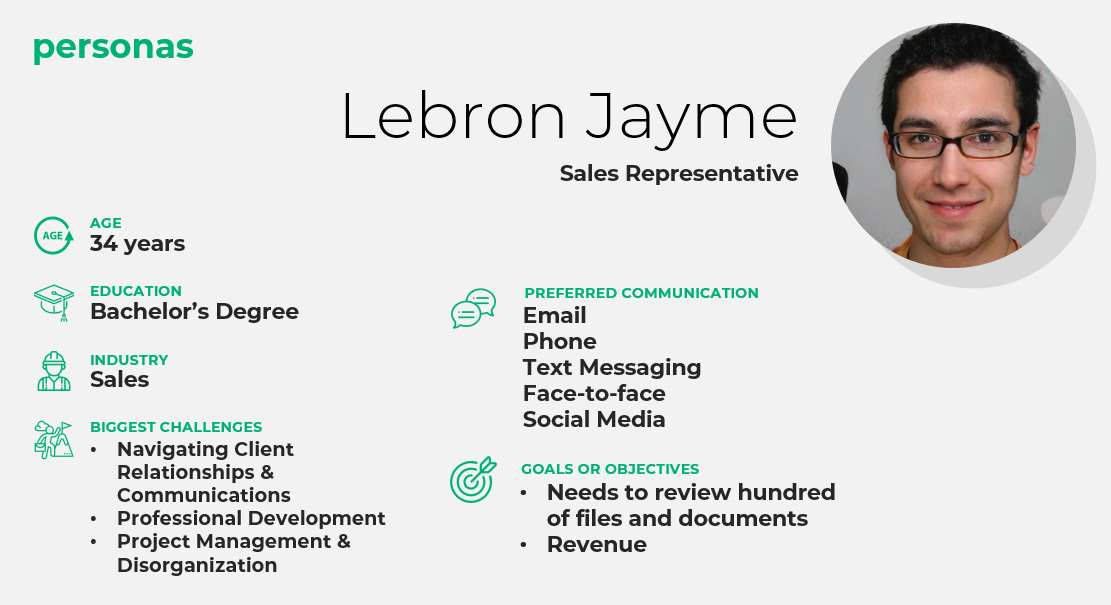 personas
Lebron Jayme
Sales Representative
AGE
AGE
34 years
EDUCATION
Bachelor’s Degree
INDUSTRY
Sales
BIGGEST CHALLENGES
• Navigating Client
Relationships &
Communications
• Professional Development
• Project Management &
Disorganization
PREFERRED COMMUNICATION
Email
Phone
Text Messaging
Face-to-face
Social Media
GOALS OR OBJECTIVES
• Needs to review hundred
of files and documents
• Revenue